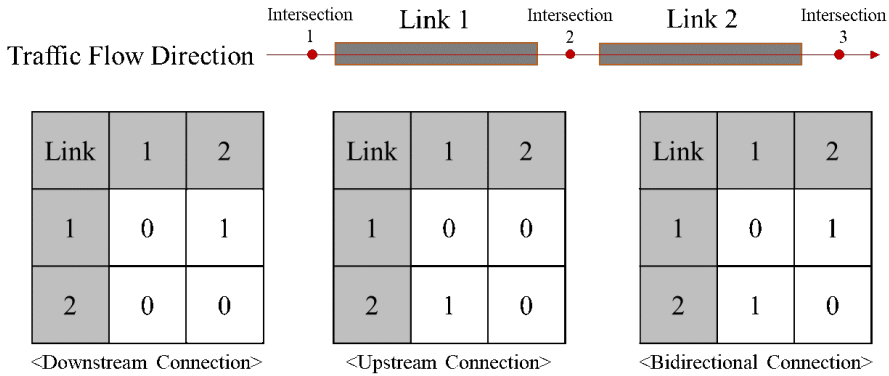 Intersection Link 1 Intersection Link 2 Intersection
1 2 3
Traffic Flow Direction
Link 1 2 Link 1 2 Link 1 2
1 0 1 1 0 0 1 0 1
2 0 0 2 1 0 2 1 0
<Downstream Connection> <Upstream Connection> <Bidirectional Connection>